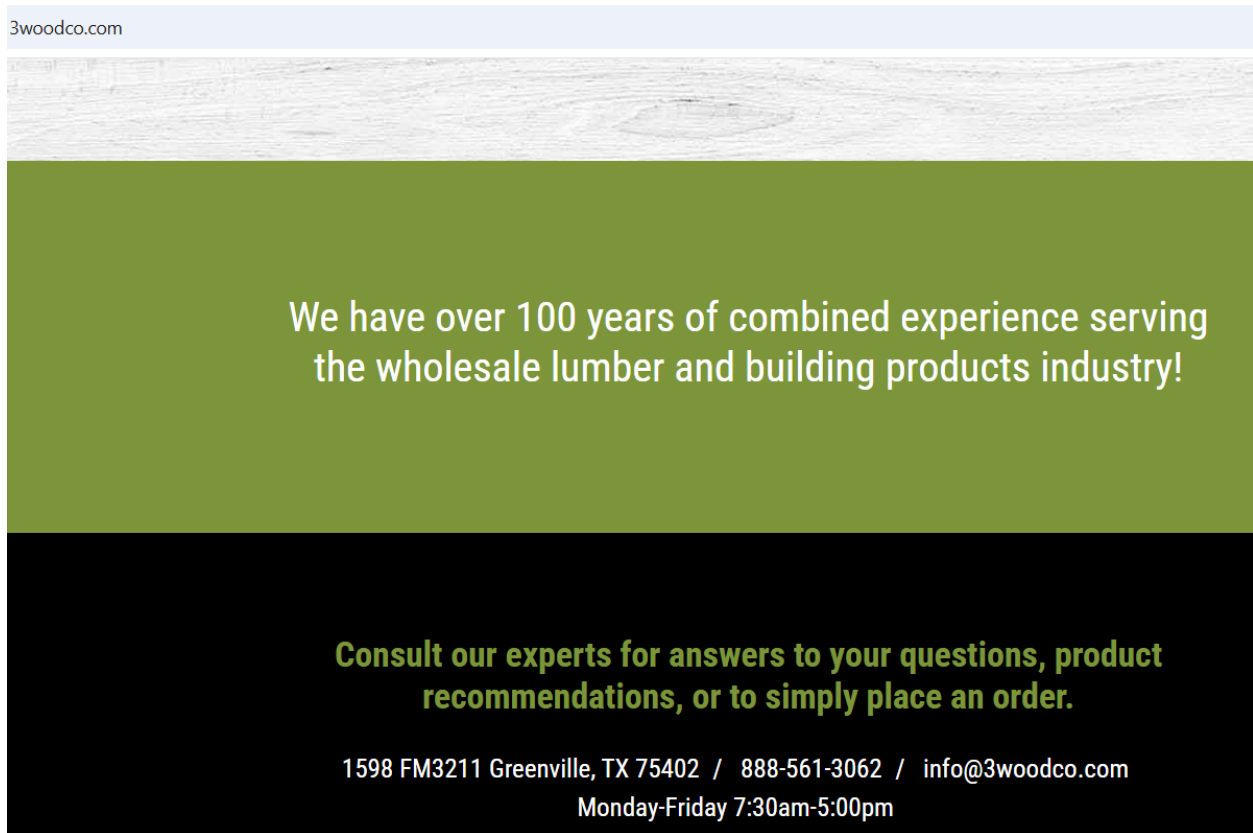 3woodco.com
We have over 100 years of combined experience serving
the wholesale lumber and building products industry!
Consult our experts for answers to your questions, product
recommendations, or to simply place an order.
1598 FM3211 Greenville, TX 75402 / 888-561-3062 / info@3woodco.com
Monday-Friday 7:30am-5:00pm